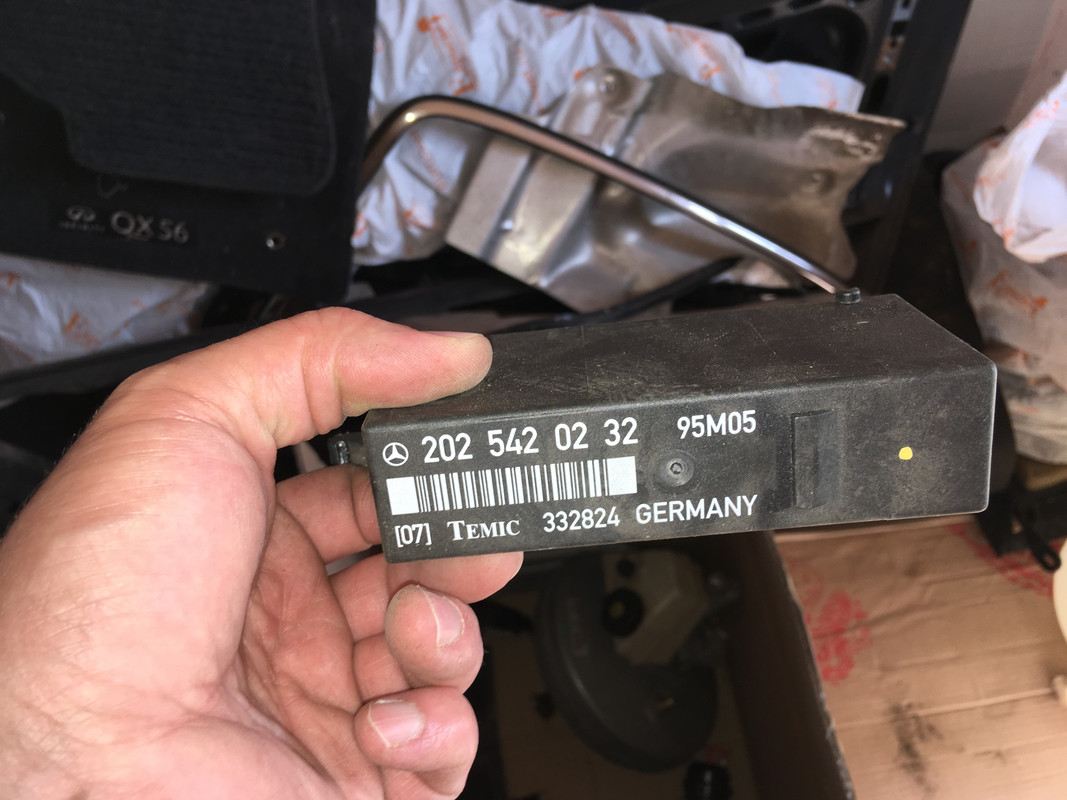 QX56
202 542 02 32 95M05
[07] TEMIC 332824 GERMANY